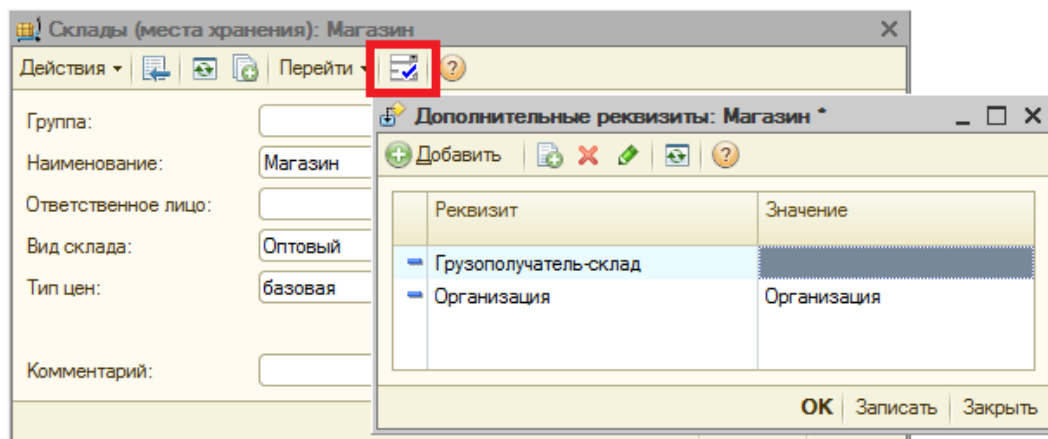 Склады (места хранения): Магазин
Действия Перейти
Группа:
Наименование: Магазин
Ответственное лицо:
Вид склада: Оптовый
Тип цен: базовая
Комментарий:
Дополнительные реквизиты: Магазин *
Добавить
Реквизит Значение
Грузополучатель-склад
Организация Организация
OK Записать Закрыть